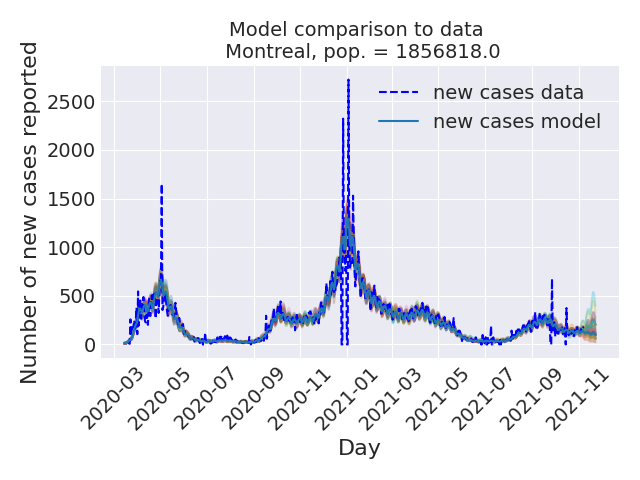 Model comparison to data
Montreal, pop. = 1856818.0
Number of new cases reported
2500
2000
1500
1000
500
0
new cases data
new cases model
2020-03
2020-05
2020-07
2020-09
2020-11
2021-01
2021-03
2021-05
2021-07
2021-09
2021-11
Day